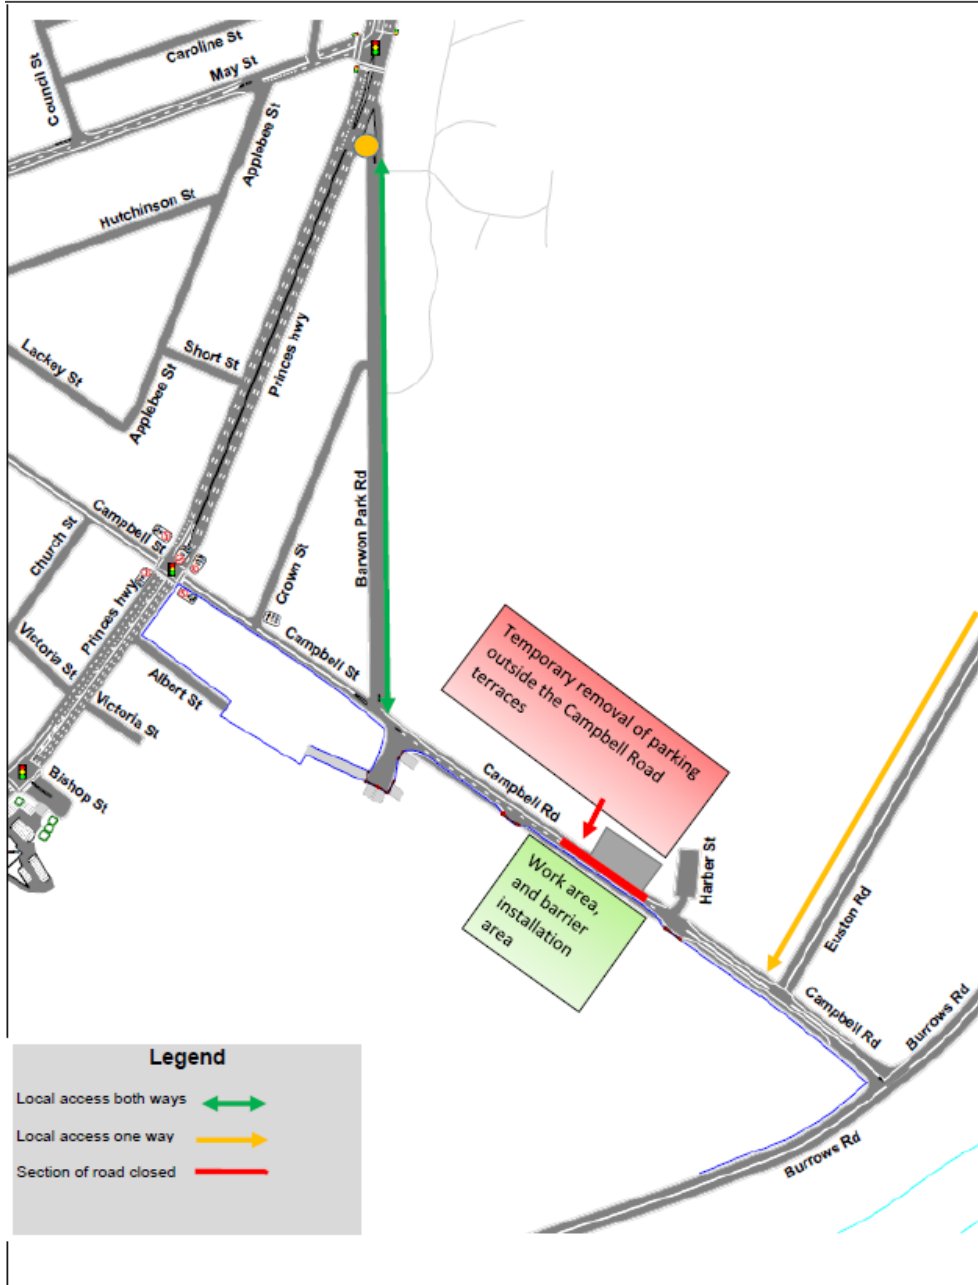 Council St
Caroline St
May St
Applebee St
Hutchinson St
Princes hwy
Short St
Lackey St
Applebee St
Barwon Park Rd
Campbell St
Church St
Crown St
Princes hwy
Campbell St
Victoria St
Albert St
Victoria St
Bishop St
Temporary removal of parking
outside the Campbell Road
terraces
Campbell Rd
Work area,
and barrier
installation
area
Harber St
Euston Rd
Campbell Rd
Burrows Rd
Burrows Rd
Legend
Local access both ways
Local access one way
Section of road closed